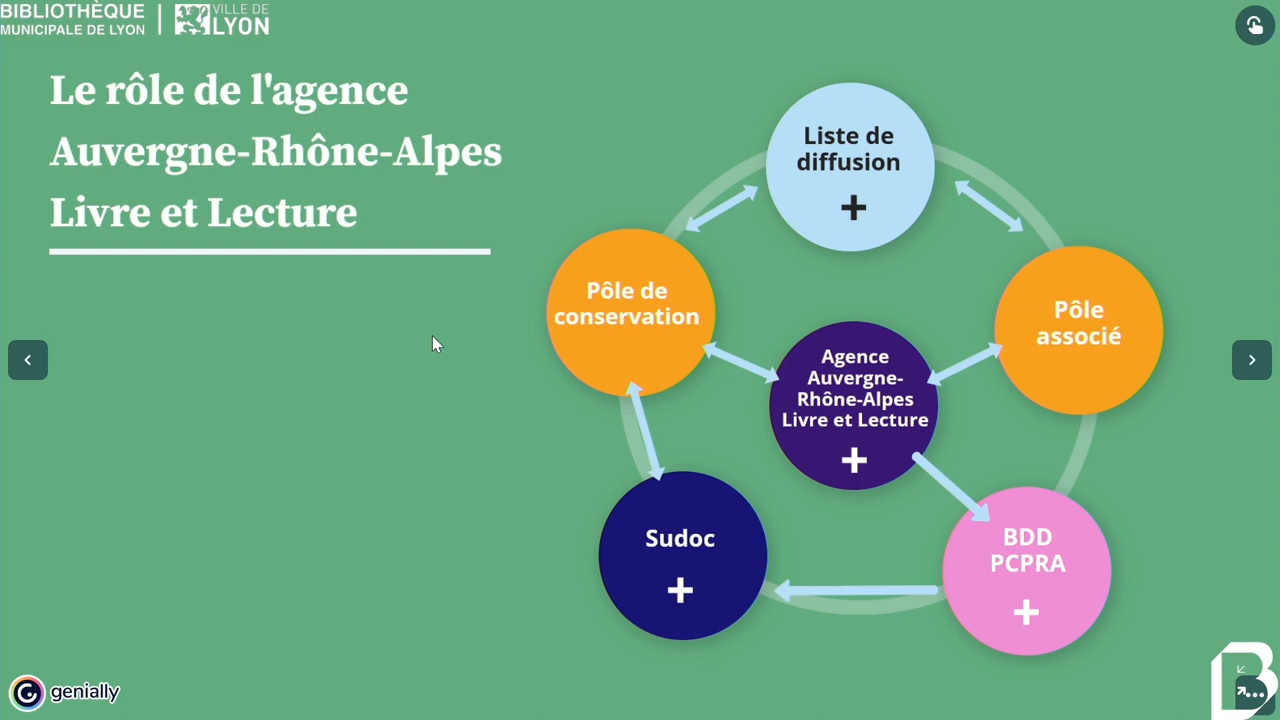 BIBLIOTHÈQUE
MUNICIPALE DE LYON
VILLE DE
LYON
Le rôle de l'agence
Auvergne-Rhône-Alpes
Livre et Lecture
Liste de
diffusion
+
Pôle de
conservation
Pôle
associé
Agence
Auvergne-
Rhône-Alpes
Livre et Lecture
+
Sudoc
+
BDD
PCPRA
+
genially
B